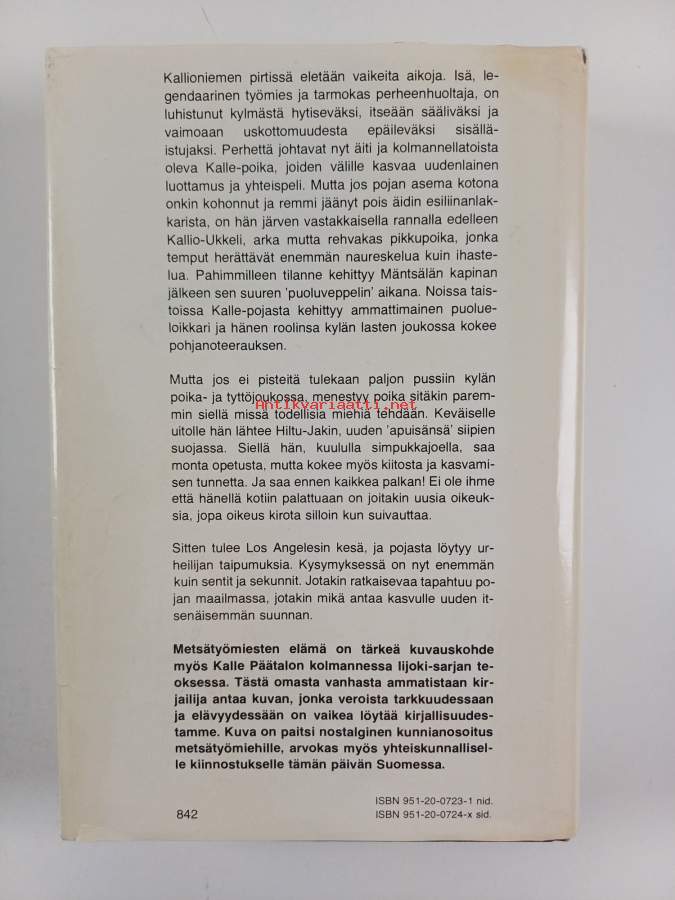 Kallioniemen pirtissä eletään vaikeita aikoja. Isä, le-
gendaarinen työmies ja tarmokas perheenhuoltaja, on
luhistunut kylmästä hytiseväksi, itseään sääliväksi ja
vaimoaan uskottomuudesta epäileväksi sisällä-
istujaksi. Perhettä johtavat nyt äiti ja kolmannellatoista
oleva Kalle-poika, joiden välille kasvaa uudenlainen
luottamus ja yhteispeli. Mutta jos pojan asema kotona
onkin kohonnut ja remmi jäänyt pois äidin esiliinanlak-
karista, on hän järven vastakkaisella rannalla edelleen
Kallio-Ukkeli, arka mutta rehvakas pikkupoika, jonka
temput herättävät enemmän naureskelua kuin ihaste-
lua. Pahimmilleen tilanne kehittyy Mäntsälän kapinan
jälkeen sen suuren 'puoluveppelin' aikana. Noissa tais-
toissa Kalle-pojasta kehittyy ammattimainen puolue-
loikkari ja hänen roolinsa kylän lasten joukossa kokee
pohjanoteerauksen.
Mutta jos ei pisteitä tulekaan paljon pussiin kylän
poika- ja tyttöjoukossa, menestyy poika sitäkin parem-
Antikvariaatti.net
min siellä missä todellisia miehiä tehdään. Keväiselle
uitolle hän lähtee Hiltu-Jakin, uuden 'apuisänsä' siipien
suojassa. Siellä hän, kuululla simpukkajoella, saa
monta opetusta, mutta kokee myös kiitosta ja kasvami-
sen tunnetta. Ja saa ennen kaikkea palkan! Ei ole ihme
että hänellä kotiin palattuaan on joitakin uusia oikeuk-
sia, jopa oikeus kirota silloin kun suivauttaa.
Sitten tulee Los Angelesin kesä, ja pojasta löytyy ur-
heilijan taipumuksia. Kysymyksessä on nyt enemmän
kuin sentit ja sekunnit. Jotakin ratkaisevaa tapahtuu po-
jan maailmassa, jotakin mikä antaa kasvulle uuden it-
senäisemmän suunnan.
Metsätyömiesten elämä on tärkeä kuvauskohde
myös Kalle Päätalon kolmannessa Iijoki-sarjan te-
oksessa. Tästä omasta vanhasta ammatistaan kir-
jailija antaa kuvan, jonka veroista tarkkuudessaan
ja elävyydessään on vaikea löytää kirjallisuudes-
tamme. Kuva on paitsi nostalginen kunnianosoitus
metsätyömiehille, arvokas myös yhteiskunnallisel-
le kiinnostukselle tämän päivän Suomessa.
ISBN 951-20-0723-1 nid.
842 ISBN 951-20-0724-x sid.